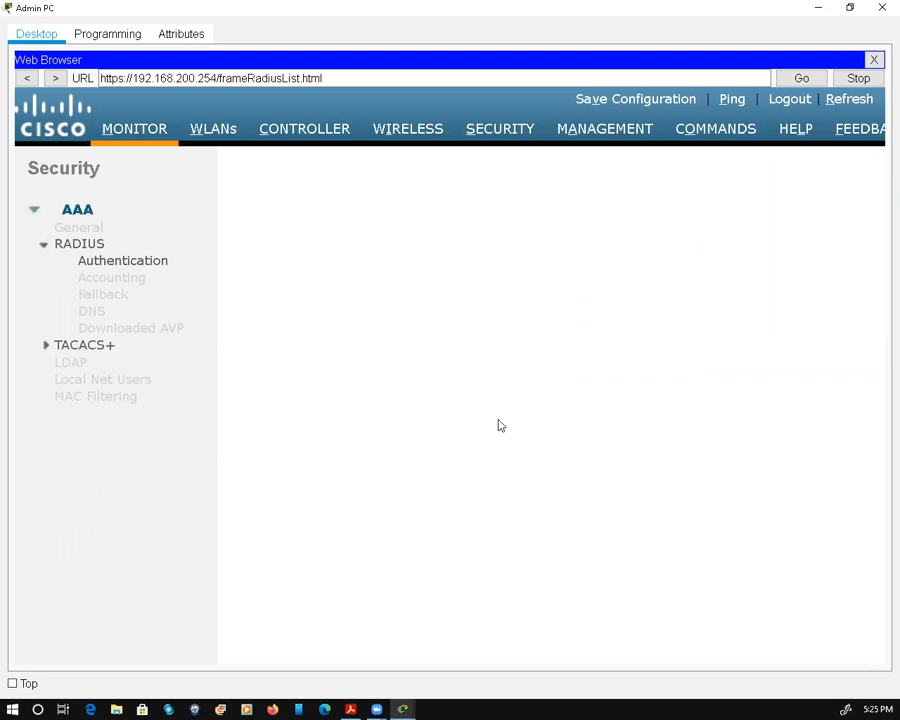 Admin PC
Desktop Programming Attributes
Web Browser X
< > URL https://192.168.200.254/frameRadiusList.html Go Stop
Save Configuration | Ping | Logout | Refresh
CISCO MONITOR WLANs CONTROLLER WIRELESS SECURITY MANAGEMENT COMMANDS HELP FEEDBA
Security
AAA
General
RADIUS
Authentication
Accounting
Fallback
DNS
Downloaded AVP
TACACS+
LDAP
Local Net Users
MAC Filtering
Top
5:25 PM